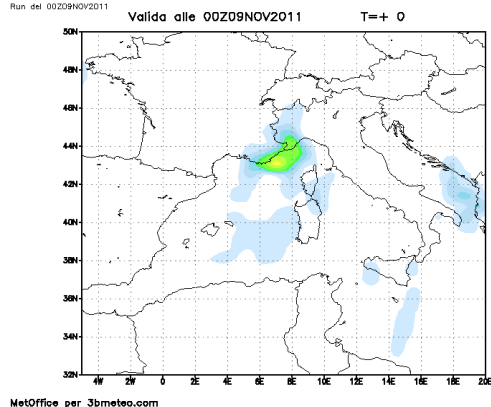 Run del 00Z09NOV2011
Valida alle 00Z09NOV2011 T=+ 0
50N
48N
46N
44N
42N
40N
38N
36N
34N
32N
4W 2W 0 2E 4E 6E 8E 10E 12E 14E 16E 18E 20E
MetOffice per 3bmeteo.com